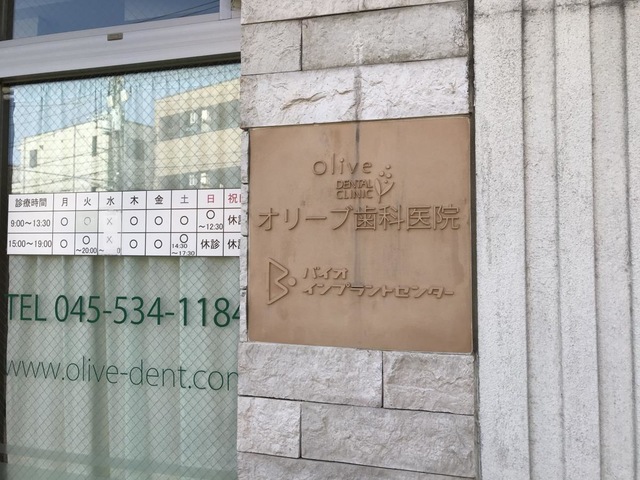 診療時間 月 火 水 木 金 土 日 祝
9:00〜13:30 ○ ○ × ○ ○ ○ ○〜12:30 休診
15:00〜19:00 ○ ○〜20:00 × ○ ○ 14:30〜17:30 休診 休診
TEL 045-534-1184
www.olive-dent.com
olive
DENTAL
CLINIC
オリーブ歯科医院
バイオ
インプラントセンター